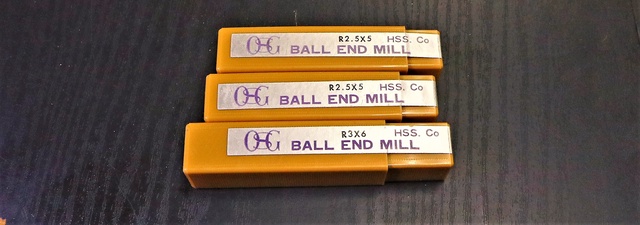 OSG R2.5X5 HSS. Co
BALL END MILL
OSG R2.5X5 HSS. Co
BALL END MILL
OSG R3X6 HSS. Co
BALL END MILL